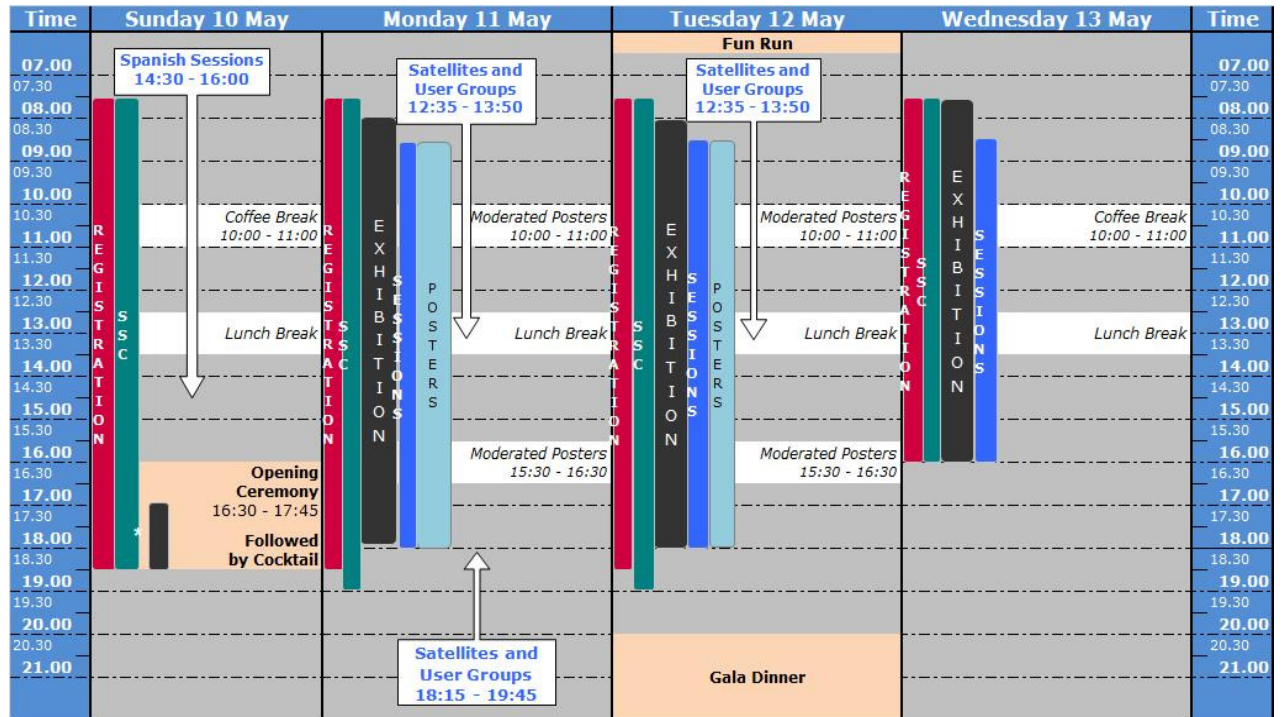 Time
Sunday 10 May
Monday 11 May
Tuesday 12 May
Wednesday 13 May
Time
07.00
07.30
08.00
08.30
09.00
09.30
10.00
10.30
11.00
11.30
12.00
12.30
13.00
13.30
14.00
14.30
15.00
15.30
16.00
16.30
17.00
17.30
18.00
18.30
19.00
19.30
20.00
20.30
21.00
Spanish Sessions
14:30 - 16:00
REGISTRATION
SSC
Coffee Break
10:00 - 11:00
Lunch Break
Opening
Ceremony
16:30 - 17:45
Followed
by Cocktail
*
Satellites and
User Groups
12:35 - 13:50
REGISTRATION
SSC
EXHIBITION
SESSIONS
POSTERS
Moderated Posters
10:00 - 11:00
Lunch Break
Moderated Posters
15:30 - 16:30
Satellites and
User Groups
18:15 - 19:45
Fun Run
Satellites and
User Groups
12:35 - 13:50
REGISTRATION
SSC
EXHIBITION
SESSIONS
POSTERS
Moderated Posters
10:00 - 11:00
Lunch Break
Moderated Posters
15:30 - 16:30
Gala Dinner
REGISTRATION
SSC
EXHIBITION
SESSIONS
Coffee Break
10:00 - 11:00
Lunch Break
07.00
07.30
08.00
08.30
09.00
09.30
10.00
10.30
11.00
11.30
12.00
12.30
13.00
13.30
14.00
14.30
15.00
15.30
16.00
16.30
17.00
17.30
18.00
18.30
19.00
19.30
20.00
20.30
21.00